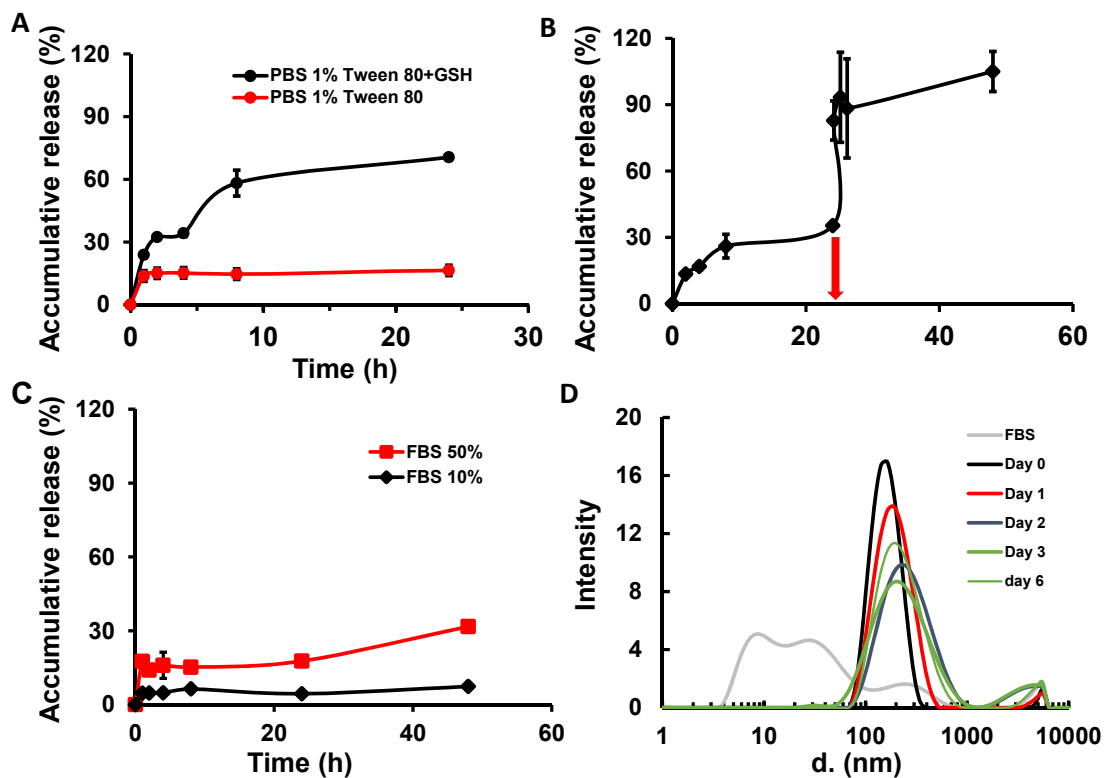 A
Accumulative release (%)
120
90
60
30
0
PBS 1% Tween 80+GSH
PBS 1% Tween 80
0 10 20 30
Time (h)
B
Accumulative release (%)
120
90
60
30
0
0 20 40 60
C
Accumulative release (%)
120
90
60
30
0
FBS 50%
FBS 10%
0 20 40 60
Time (h)
D
Intensity
20
16
12
8
4
0
FBS
Day 0
Day 1
Day 2
Day 3
day 6
1 10 100 1000 10000
d. (nm)